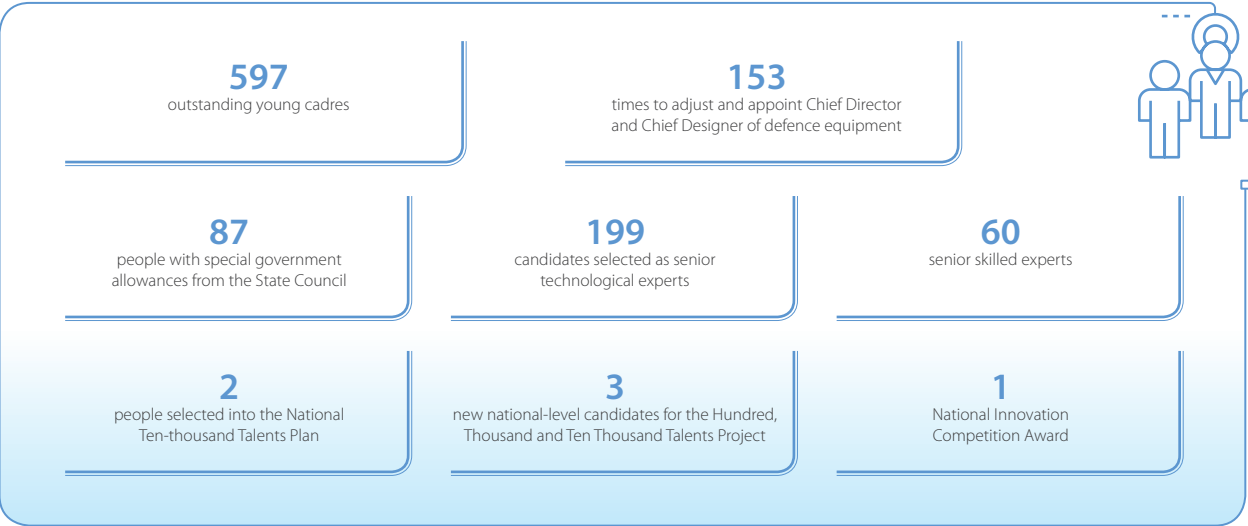 597
outstanding young cadres
153
times to adjust and appoint Chief Director
and Chief Designer of defence equipment
87
people with special government
allowances from the State Council
199
candidates selected as senior
technological experts
60
senior skilled experts
2
people selected into the National
Ten-thousand Talents Plan
3
new national-level candidates for the Hundred,
Thousand and Ten Thousand Talents Project
1
National Innovation
Competition Award